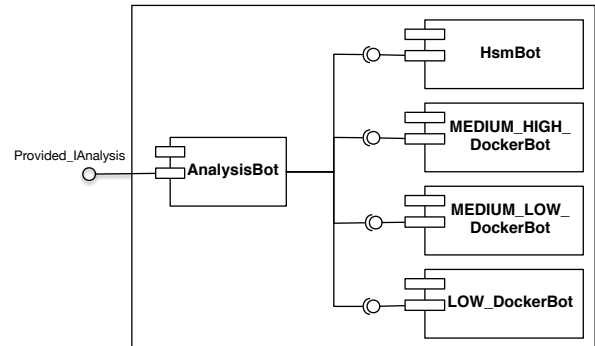 HsmBot
MEDIUM_HIGH_
DockerBot
Provided_IAnalysis
AnalysisBot
MEDIUM_LOW_
DockerBot
LOW_DockerBot